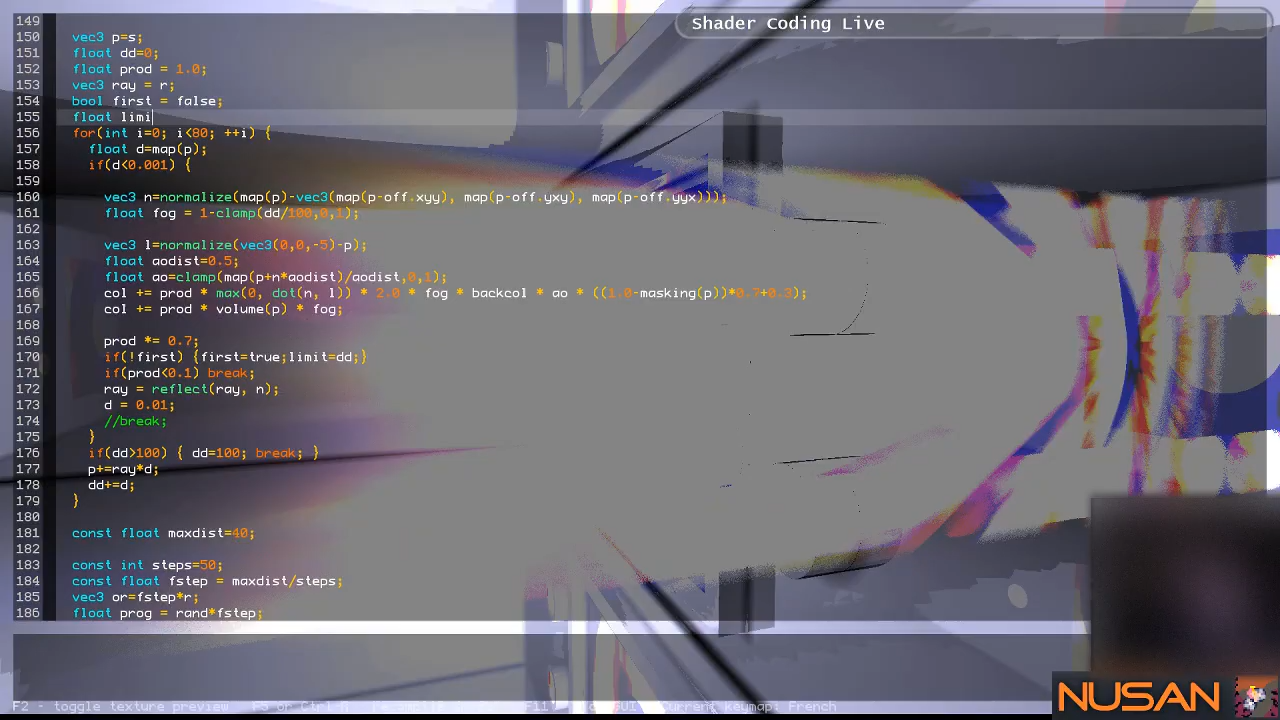 Shader Coding Live
149
150 vec3 p=s;
151 float dd=0;
152 float prod = 1.0;
153 vec3 ray = r;
154 bool first = false;
155 float limi
156 for(int i=0; i<80; ++i) {
157 float d=map(p);
158 if(d<0.001) {
159
160 vec3 n=normalize(map(p)-vec3(map(p-off.xyy), map(p-off.yxy), map(p-off.yyx)));
161 float fog = 1-clamp(dd/100,0,1);
162
163 vec3 l=normalize(vec3(0,0,-5)-p);
164 float aodist=0.5;
165 float ao=clamp(map(p+n*aodist)/aodist,0,1);
166 col += prod * max(0, dot(n, l)) * 2.0 * fog * backcol * ao * ((1.0-masking(p))*0.7+0.3);
167 col += prod * volume(p) * fog;
168
169 prod *= 0.7;
170 if(!first) {first=true;limit=dd;}
171 if(prod<0.1) break;
172 ray = reflect(ray, n);
173 d = 0.01;
174 //break;
175 }
176 if(dd>100) { dd=100; break; }
177 p+=ray*d;
178 dd+=d;
179 }
180
181 const float maxdist=40;
182
183 const int steps=50;
184 const float fstep = maxdist/steps;
185 vec3 or=fstep*r;
186 float prog = rand*fstep;
F2 - toggle texture preview F5 or Ctrl-R Current keymap: French
NUSAN